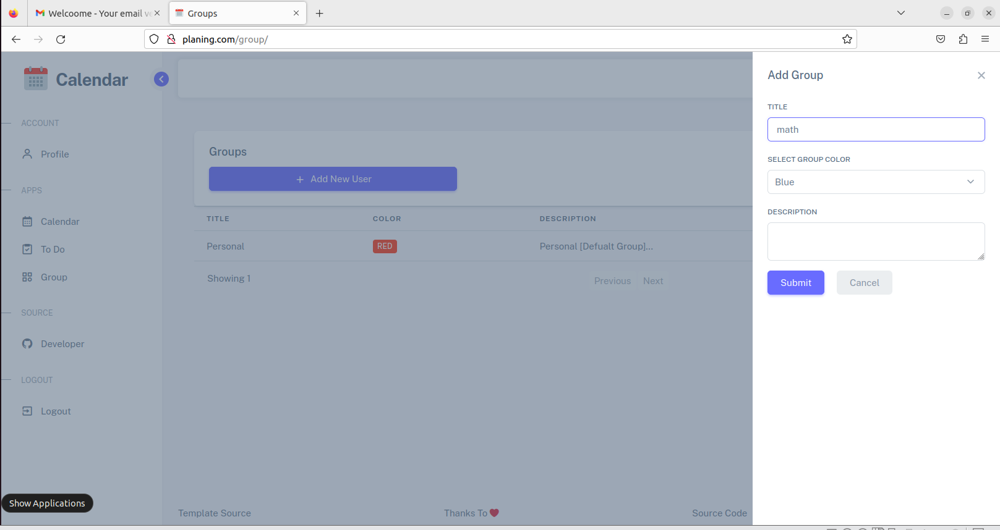 Welcoome - Your email ve
Groups
planing.com/group/
Calendar
ACCOUNT
Profile
APPS
Calendar
To Do
Group
SOURCE
Developer
LOGOUT
Logout
Show Applications
Groups
+ Add New User
TITLE COLOR DESCRIPTION
Personal RED Personal [Defualt Group]...
Showing 1 Previous Next
Template Source Thanks To Source Code
Add Group
TITLE
math
SELECT GROUP COLOR
Blue
DESCRIPTION
Submit Cancel